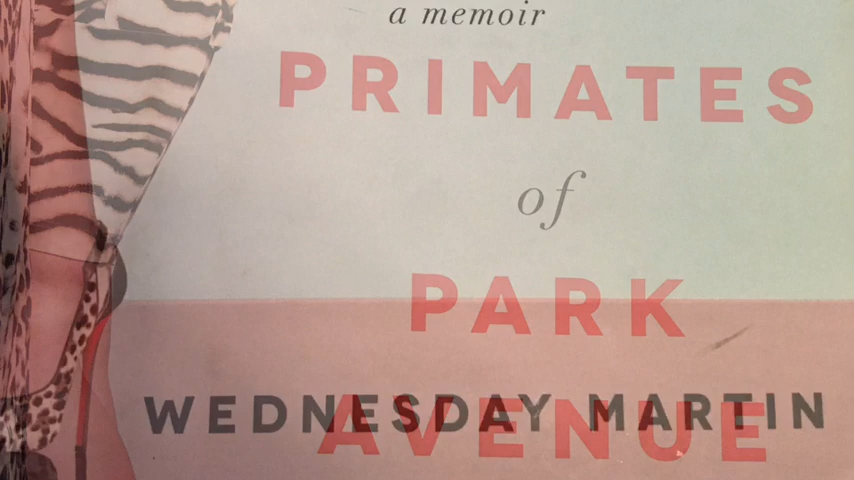 a memoir
PRIMATES
of
PARK
AVENUE
WEDNESDAY MARTIN